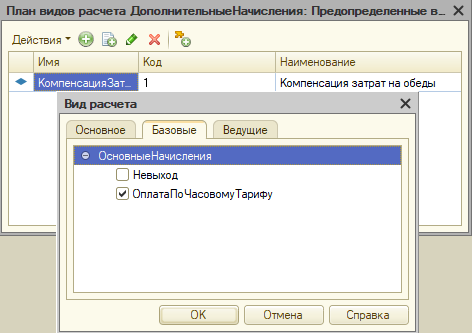 План видов расчета ДополнительныеНачисления: Предопределенные в...
Действия
Имя Код Наименование
КомпенсацияЗат... 1 Компенсация затрат на обеды
Вид расчета
Основное Базовые Ведущие
ОсновныеНачисления
Невыход
ОплатаПоЧасовомуТарифу
OK Отмена Справка